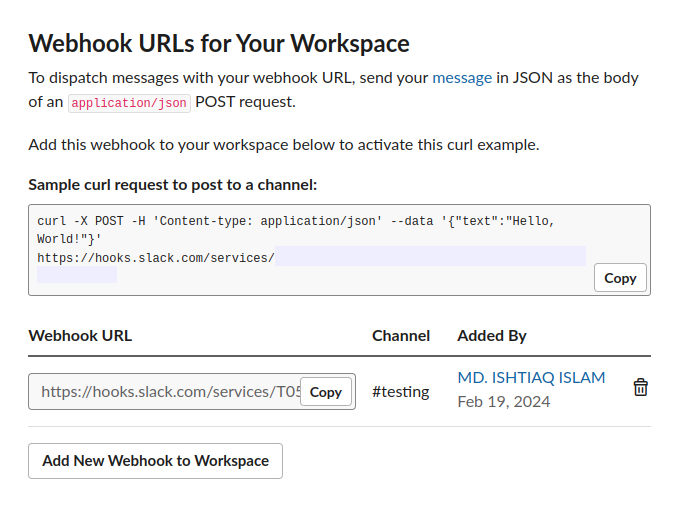 Webhook URLs for Your Workspace
To dispatch messages with your webhook URL, send your message in JSON as the body
of an application/json POST request.
Add this webhook to your workspace below to activate this curl example.
Sample curl request to post to a channel:
curl -X POST -H 'Content-type: application/json' --data '{"text":"Hello,
World!"}'
https://hooks.slack.com/services/
Copy
Webhook URL Channel Added By
https://hooks.slack.com/services/T05 Copy #testing MD. ISHTIAQ ISLAM
Feb 19, 2024
Add New Webhook to Workspace